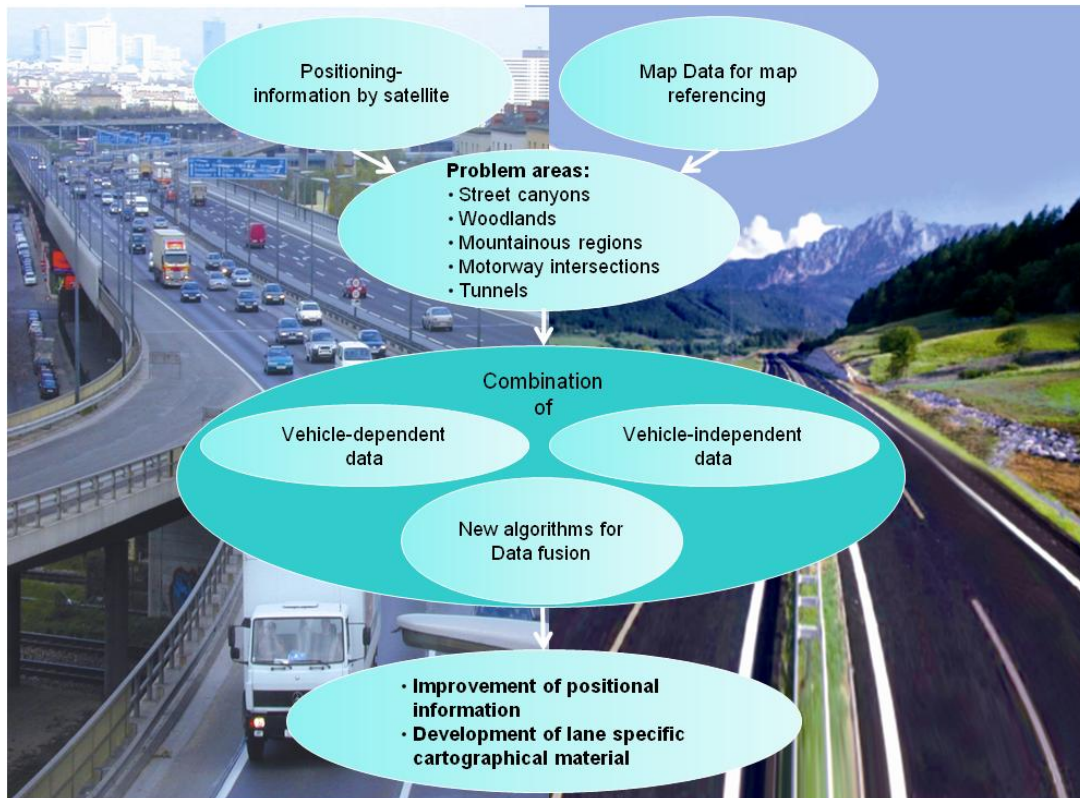 Positioning-
information by satellite
Map Data for map
referencing
Problem areas:
• Street canyons
• Woodlands
• Mountainous regions
• Motorway intersections
• Tunnels
Combination
of
Vehicle-dependent
data
Vehicle-independent
data
New algorithms for
Data fusion
• Improvement of positional
information
• Development of lane specific
cartographical material